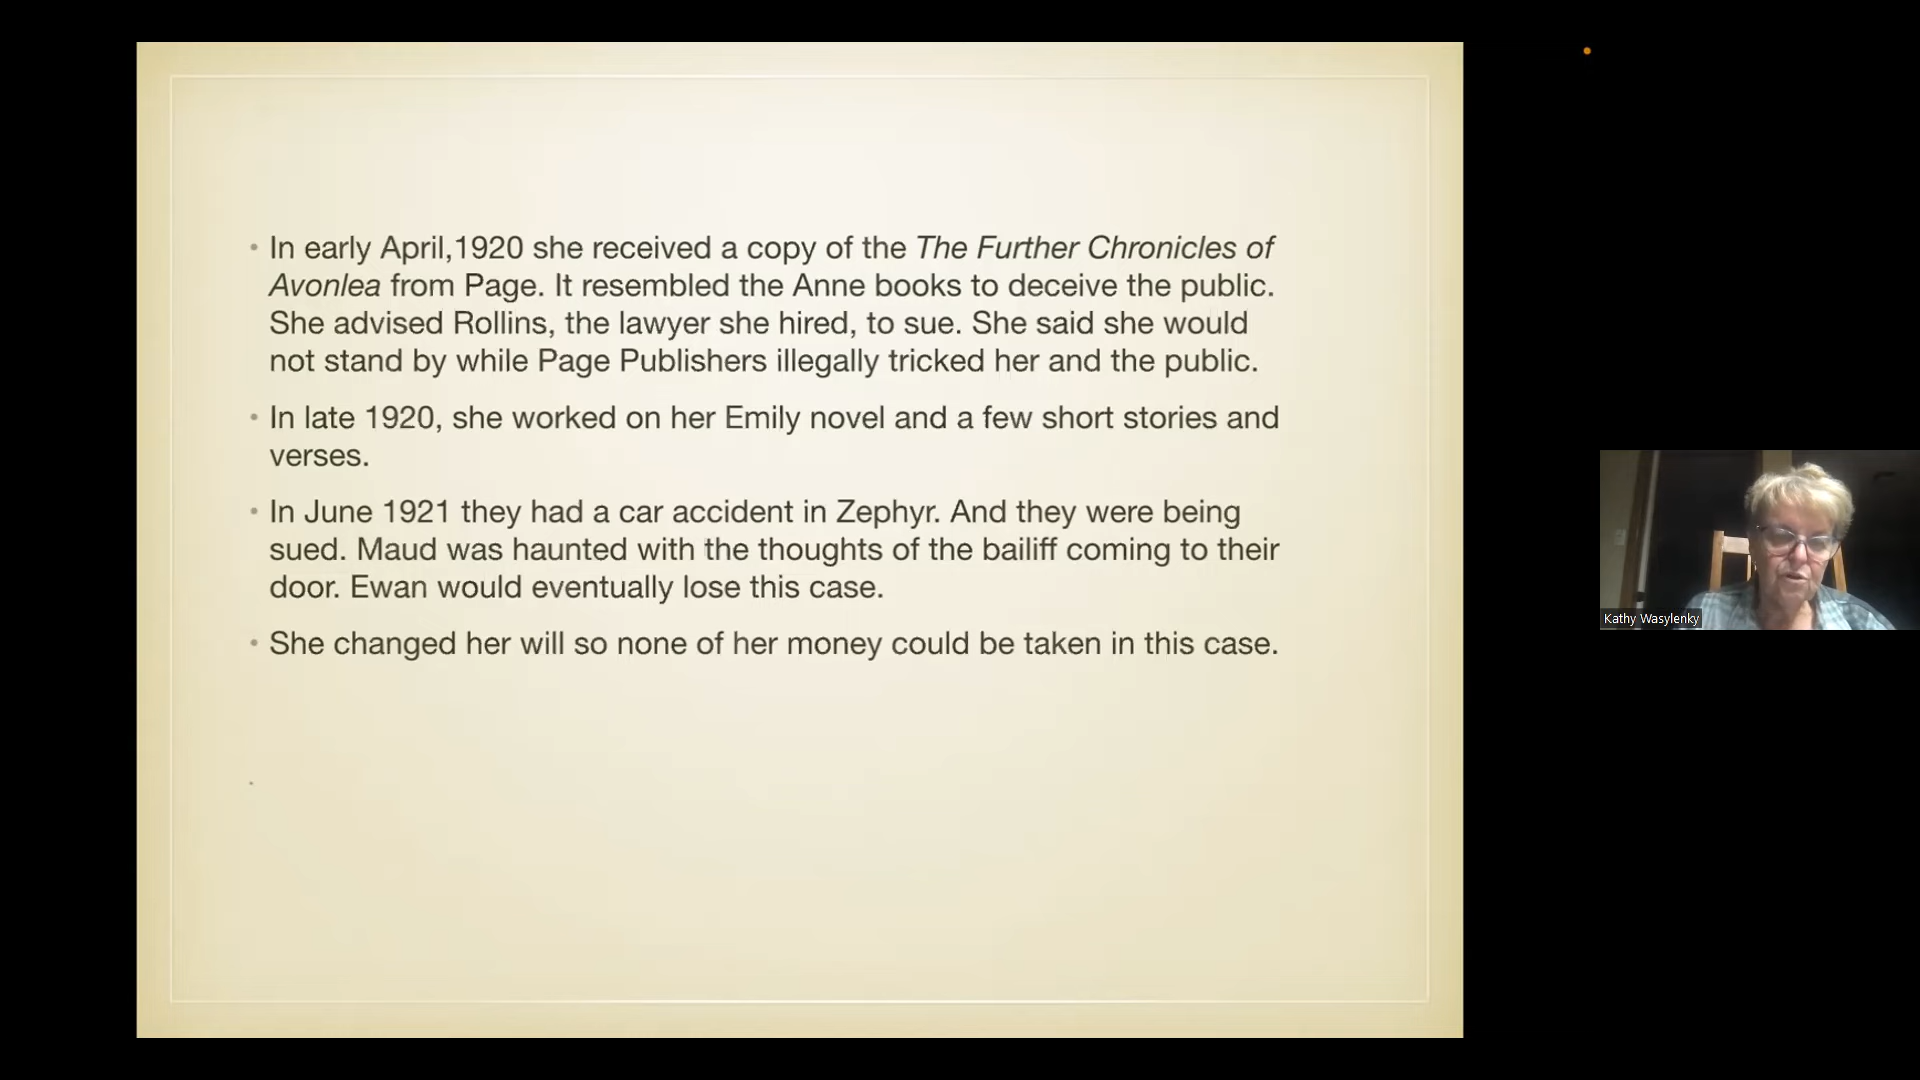 • In early April,1920 she received a copy of the The Further Chronicles of
Avonlea from Page. It resembled the Anne books to deceive the public.
She advised Rollins, the lawyer she hired, to sue. She said she would
not stand by while Page Publishers illegally tricked her and the public.
• In late 1920, she worked on her Emily novel and a few short stories and
verses.
• In June 1921 they had a car accident in Zephyr. And they were being
sued. Maud was haunted with the thoughts of the bailiff coming to their
door. Ewan would eventually lose this case.
• She changed her will so none of her money could be taken in this case.
Kathy Wasylenky